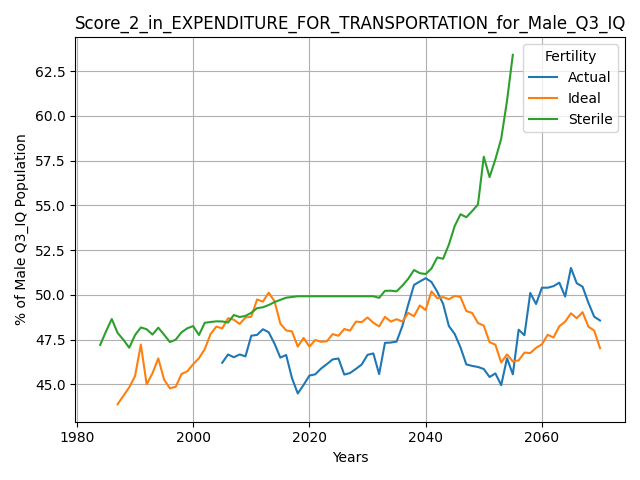 Score_2_in_EXPENDITURE_FOR_TRANSPORTATION_for_Male_Q3_IQ
Fertility
Actual
Ideal
Sterile
% of Male Q3_IQ Population
62.5
60.0
57.5
55.0
52.5
50.0
47.5
45.0
1980
2000
2020
2040
2060
Years